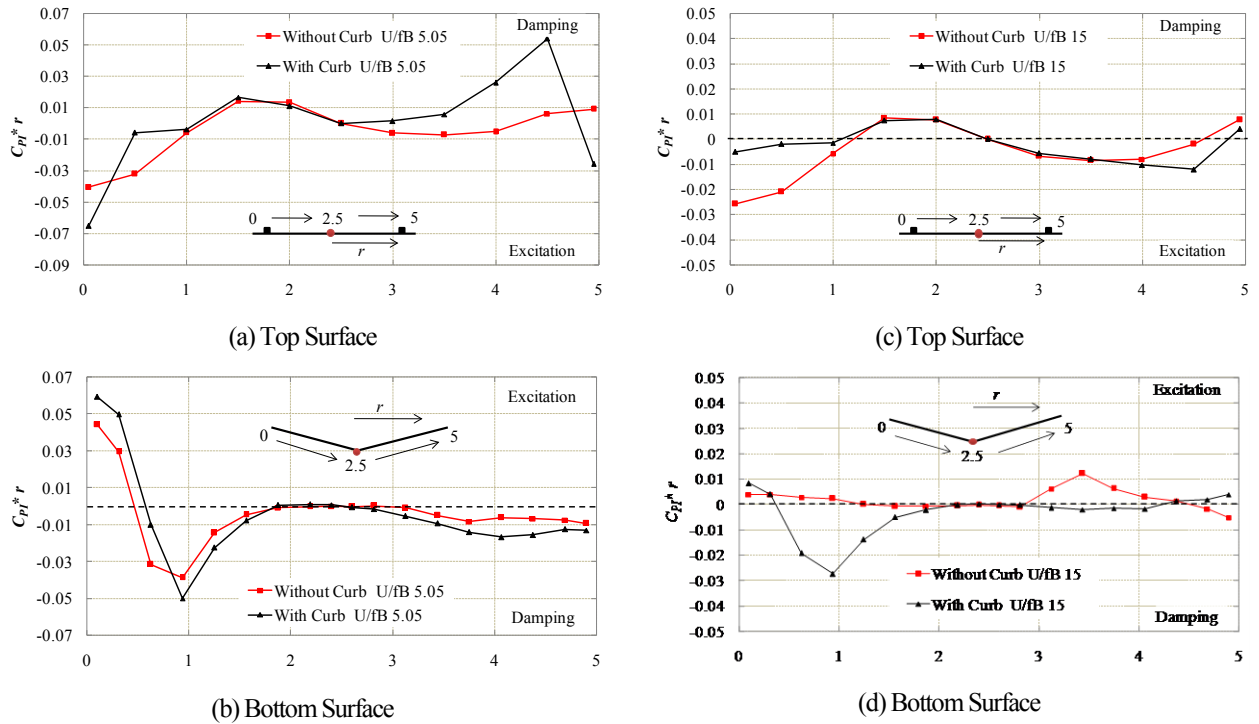 0.07
0.05
0.03
0.01
-0.01
-0.03
-0.05
-0.07
-0.09
C_PI* r
Damping
Without Curb U/fB 5.05
With Curb U/fB 5.05
0 2.5 5
r
Excitation
0 1 2 3 4 5
(a) Top Surface
0.05
0.04
0.03
0.02
0.01
0
-0.01
-0.02
-0.03
-0.04
-0.05
C_PI* r
Damping
Without Curb U/fB 15
With Curb U/fB 15
0 2.5 5
r
Excitation
0 1 2 3 4 5
(c) Top Surface
0.07
0.05
0.03
0.01
-0.01
-0.03
-0.05
-0.07
C_PI* r
Excitation
r
0 5
2.5
Without Curb U/fB 5.05
With Curb U/fB 5.05
Damping
0 1 2 3 4 5
(b) Bottom Surface
0.05
0.04
0.03
0.02
0.01
0
-0.01
-0.02
-0.03
-0.04
-0.05
C_PI* r
Excitation
r
0 5
2.5
Without Curb U/fB 15
With Curb U/fB 15
Damping
0 1 2 3 4 5
(d) Bottom Surface